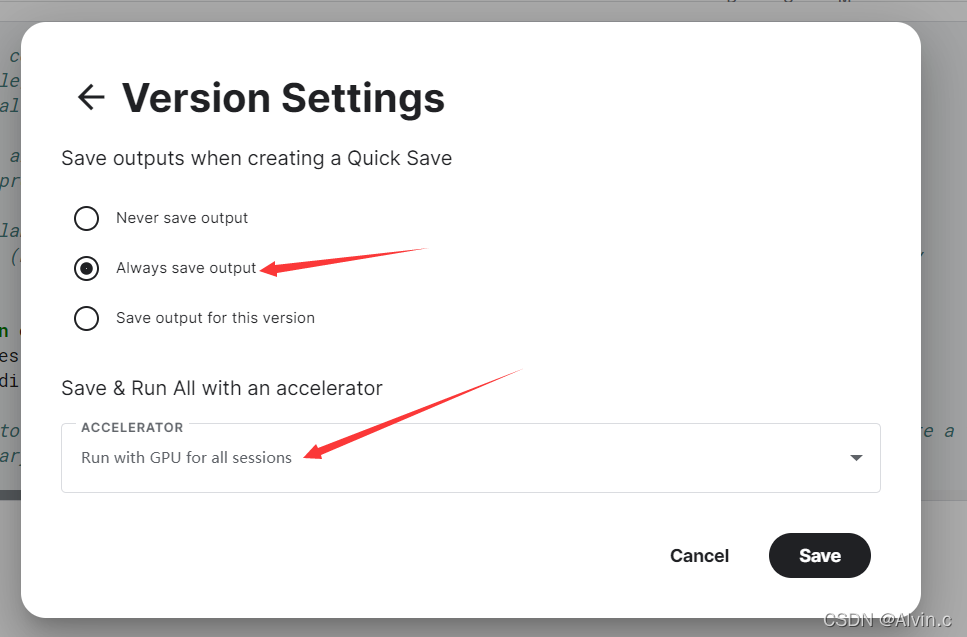 Version Settings
Save outputs when creating a Quick Save
Never save output
Always save output
Save output for this version
Save & Run All with an accelerator
ACCELERATOR
Run with GPU for all sessions
Cancel
Save
CSDN @Alvin.c